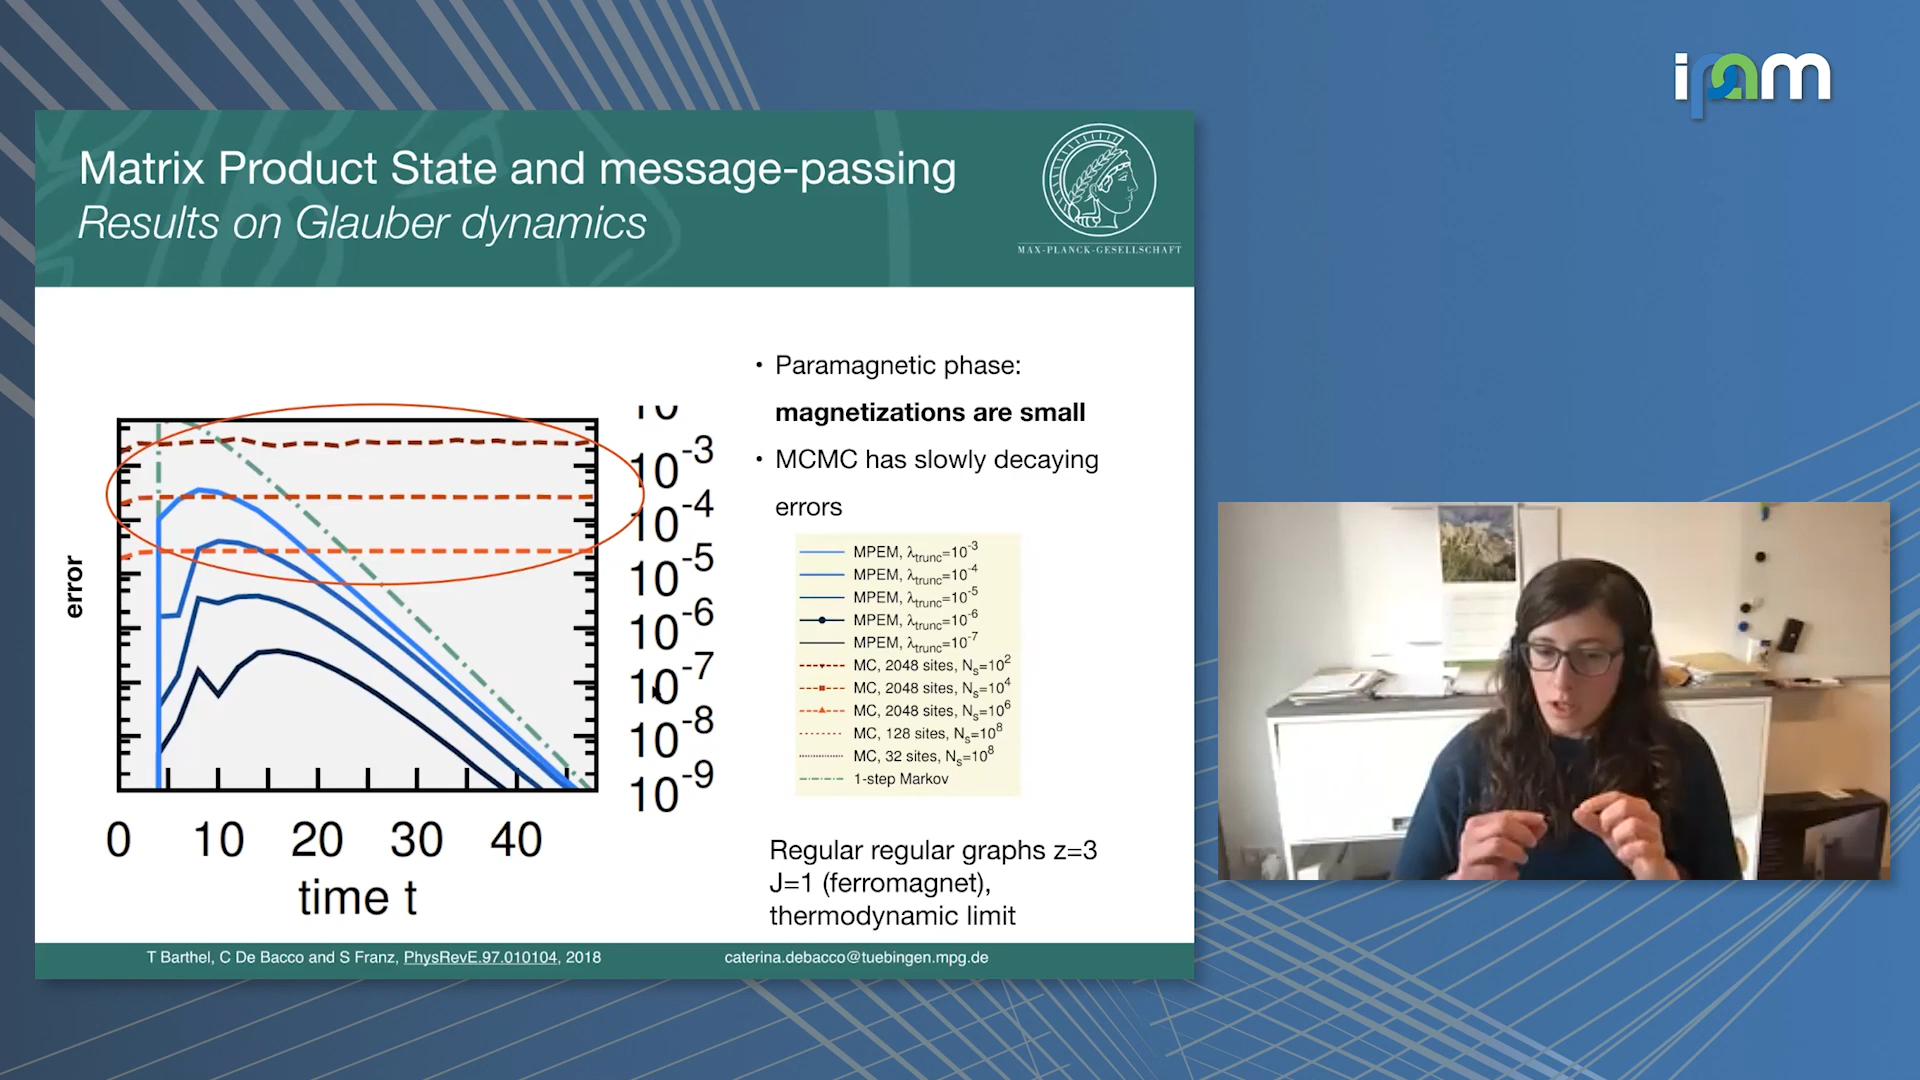 ipam
Matrix Product State and message-passing
Results on Glauber dynamics
MAX-PLANCK-GESELLSCHAFT
• Paramagnetic phase:
magnetizations are small
• MCMC has slowly decaying
errors
error
10
10-3
10-4
10-5
10-6
10-7
10-8
10-9
0 10 20 30 40
time t
MPEM, λtrunc=10-3
MPEM, λtrunc=10-4
MPEM, λtrunc=10-5
MPEM, λtrunc=10-6
MPEM, λtrunc=10-7
MC, 2048 sites, Ns=102
MC, 2048 sites, Ns=104
MC, 2048 sites, Ns=106
MC, 128 sites, Ns=108
MC, 32 sites, Ns=108
1-step Markov
Regular regular graphs z=3
J=1 (ferromagnet),
thermodynamic limit
T Barthel, C De Bacco and S Franz, PhysRevE.97.010104, 2018
caterina.debacco@tuebingen.mpg.de